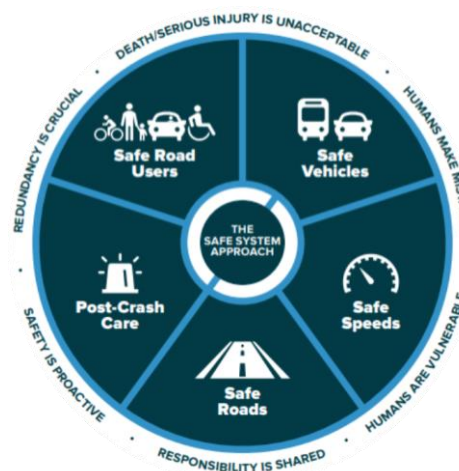 DEATH/SERIOUS INJURY IS UNACCEPTABLE
HUMANS MAKE
HUMANS ARE VULNERABLE
RESPONSIBILITY IS SHARED
SAFETY IS PROACTIVE
REDUNDANCY IS CRUCIAL
Safe Road
Users
Safe
Vehicles
THE
SAFE SYSTEM
APPROACH
Post-Crash
Care
Safe
Speeds
Safe
Roads